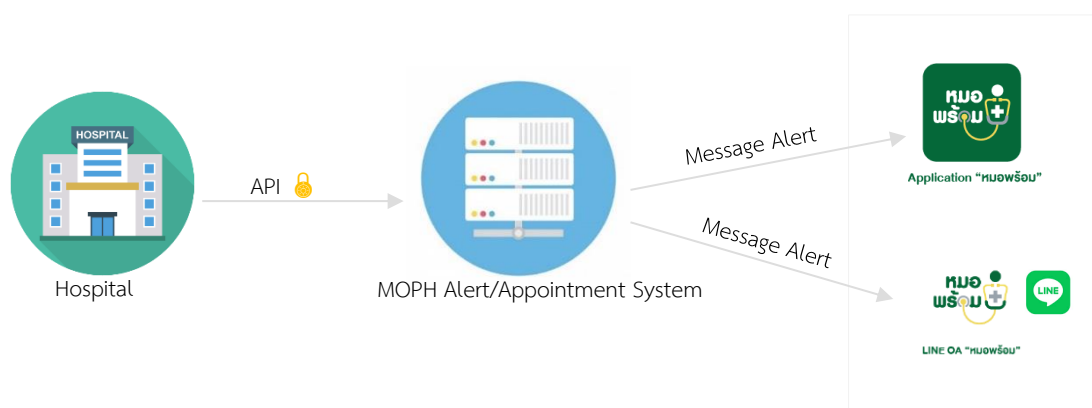 HOSPITAL
Hospital
API
MOPH Alert/Appointment System
Message Alert
Message Alert
หมอ
พร้อม
Application “หมอพร้อม”
หมอ
พร้อม
LINE
LINE OA “หมอพร้อม”